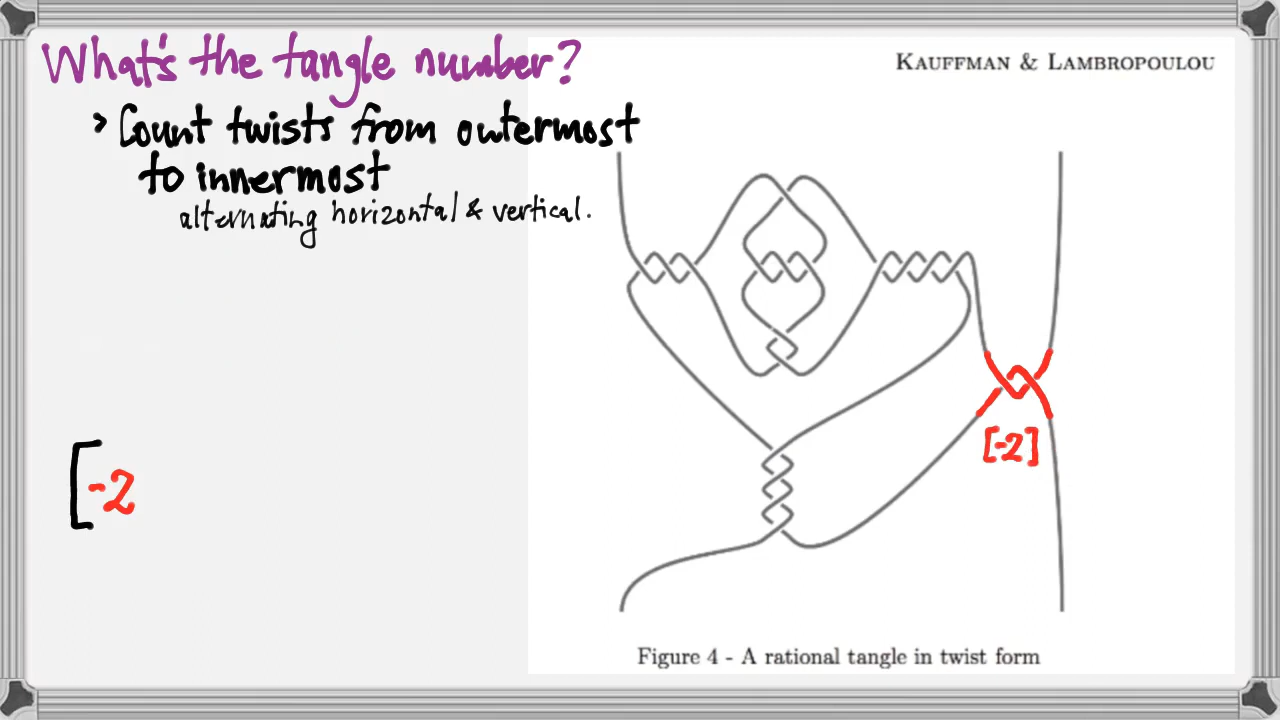 What's the tangle number?
KAUFFMAN & LAMBROPOULOU
> Count twists from outermost
to innermost
alternating horizontal & vertical.
[-2]
[-2
Figure 4 - A rational tangle in twist form